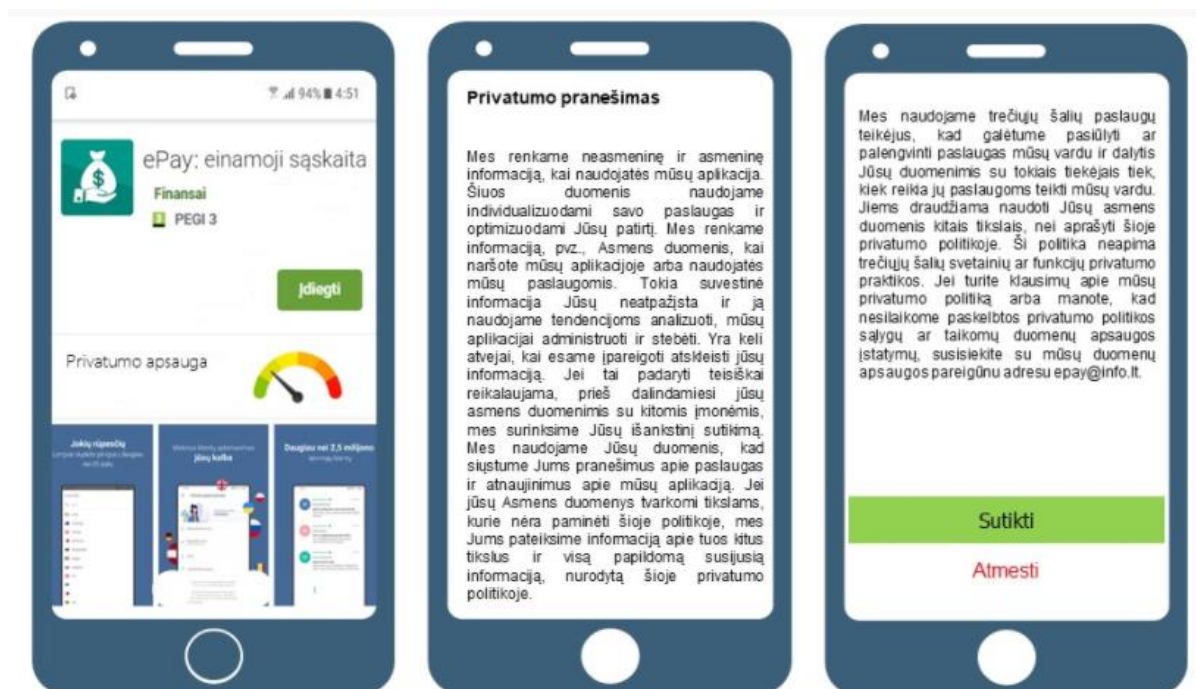 94% 4:51
ePay: einamoji sąskaita
Finansai
3 PEGI 3
Įdiegti
Privatumo apsauga
Jokių rūpesčių
jūsų kalba
Daugiau nei 2,5 milijono
Privatumo pranešimas
Mes renkame neasmeninę ir asmeninę
informaciją, kai naudojatės mūsų aplikacija.
Šiuos duomenis naudojame
individualizuodami savo paslaugas ir
optimizuodami Jūsų patirtį. Mes renkame
informaciją, pvz., Asmens duomenis, kai
naršote mūsų aplikacijoje arba naudojatės
mūsų paslaugomis. Tokia suvestinė
informacija Jūsų neatpažįsta ir ją
naudojame tendencijoms analizuoti, mūsų
aplikacijai administruoti ir stebėti. Yra keli
atvejai, kai esame įpareigoti atskleisti jūsų
informaciją. Jei tai padaryti teisiškai
reikalaujama, prieš dalindamiesi jūsų
asmens duomenimis su kitomis įmonėmis,
mes surinksime Jūsų išankstinį sutikimą.
Mes naudojame Jūsų duomenis, kad
siųstume Jums pranešimus apie paslaugas
ir atnaujinimus apie mūsų aplikaciją. Jei
jūsų Asmens duomenys tvarkomi tikslams,
kurie nėra paminėti šioje politikoje, mes
Jums pateiksime informaciją apie tuos kitus
tikslus ir visą papildomą susijusią
informaciją, nurodytą šioje privatumo
politikoje.
Mes naudojame trečiųjų šalių paslaugų
teikėjus, kad galėtume pasiūlyti ar
palengvinti paslaugas mūsų vardu ir dalytis
Jūsų duomenimis su tokiais tiekėjais tiek,
kiek reikia jų paslaugoms teikti mūsų vardu.
Jiems draudžiama naudoti Jūsų asmens
duomenis kitais tikslais, nei aprašyti šioje
privatumo politikoje. Ši politika neapima
trečiųjų šalių svetainių ar funkcijų privatumo
praktikos. Jei turite klausimų apie mūsų
privatumo politiką arba manote, kad
nesilaikome paskelbtos privatumo politikos
sąlygų ar taikomų duomenų apsaugos
įstatymų, susisiekite su mūsų duomenų
apsaugos pareigūnu adresu epay@info.lt.
Sutikti
Atmesti